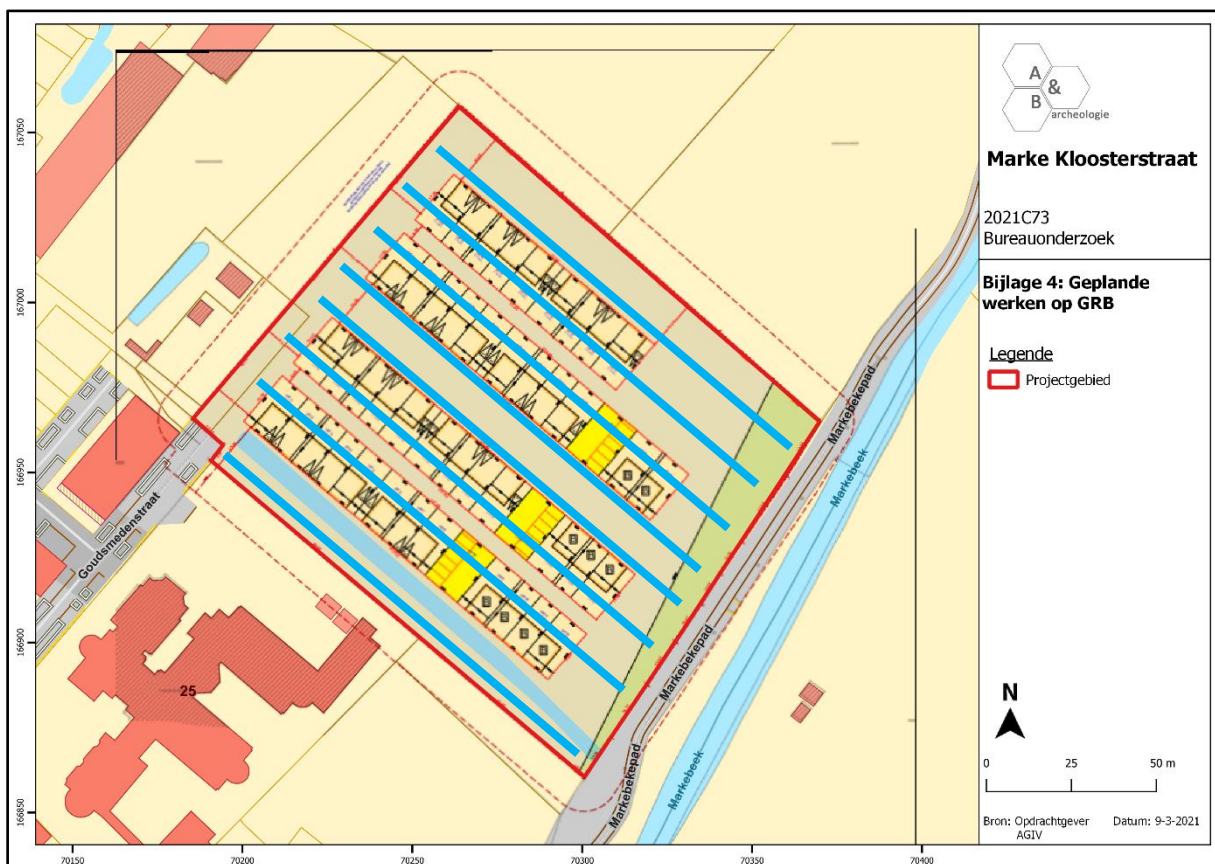 A
&
B
archeologie
Marke Kloosterstraat
2021C73
Bureauonderzoek
Bijlage 4: Geplande
werken op GRB
Legende
Projectgebied
N
0 25 50 m
Bron: Opdrachtgever Datum: 9-3-2021
AGIV
167050
167000
166950
166900
166850
70150 70200 70250 70300 70350 70400
Goudsmedenstraat
25
Markebekepad
Markebeek
Markebekepad
Markebeek
Markebekepad